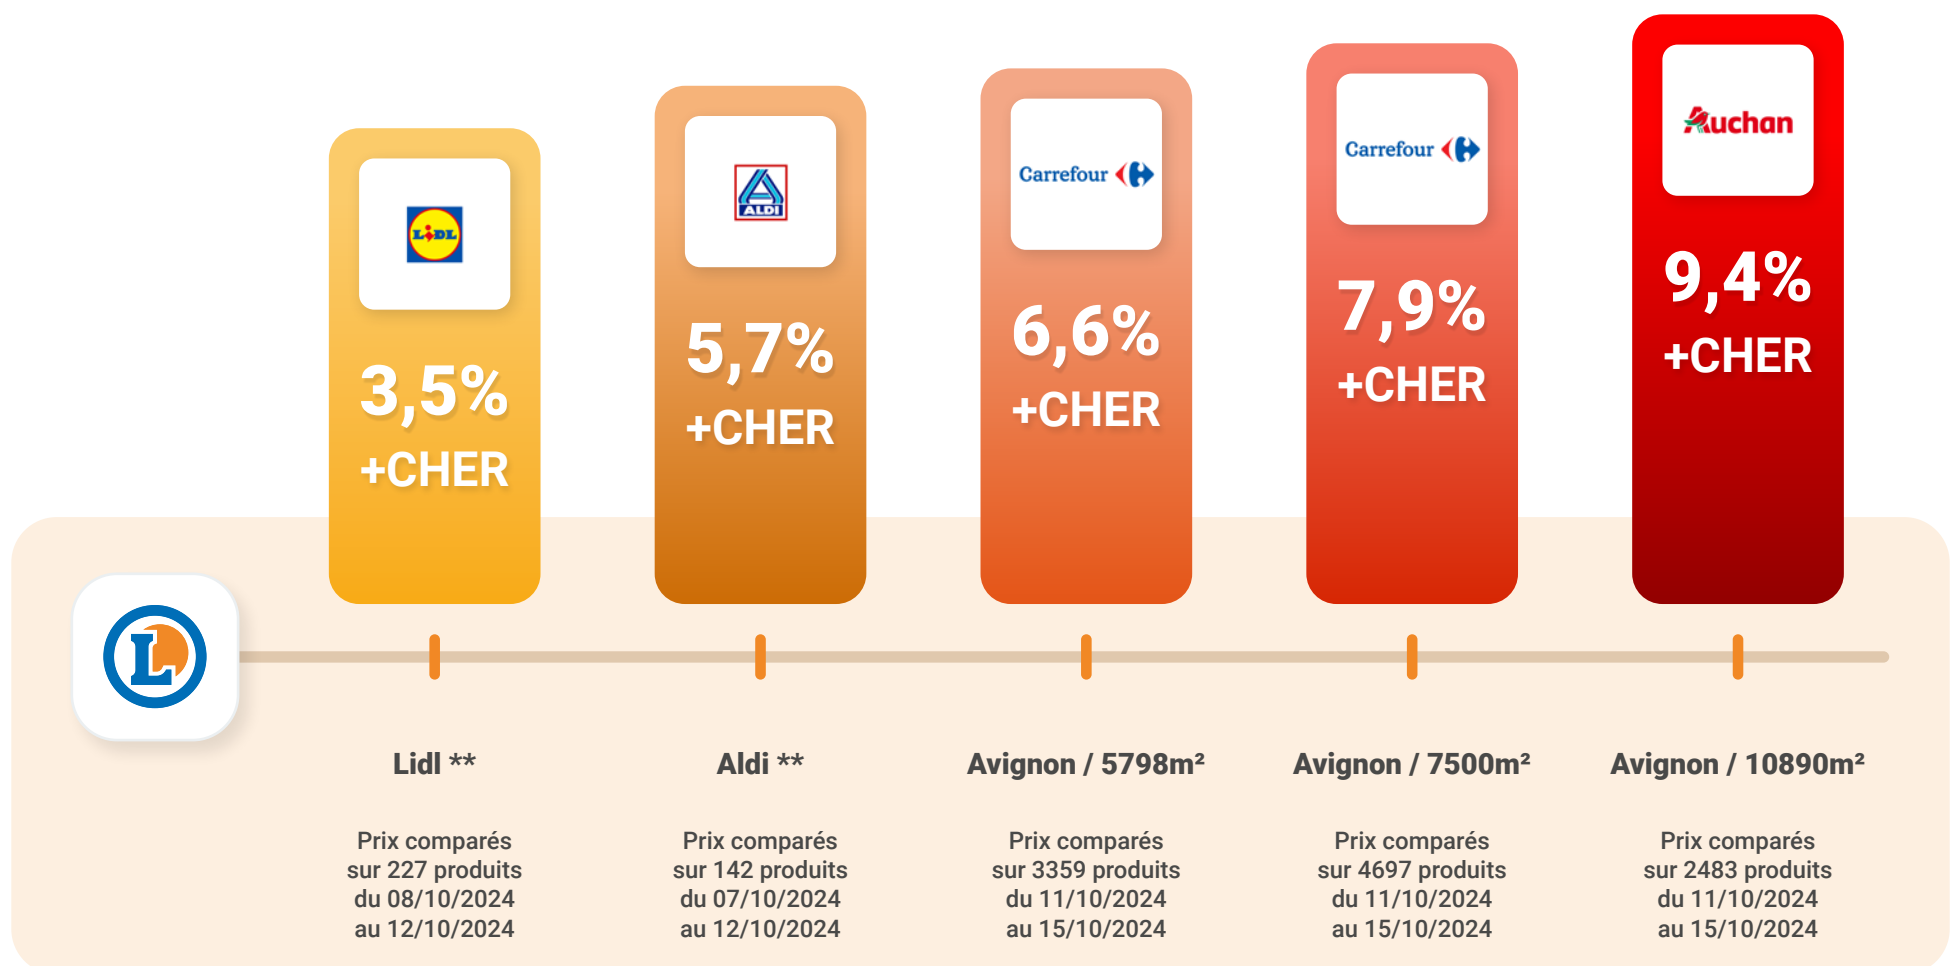 LIDL
3,5%
+CHER
ALDI
5,7%
+CHER
Carrefour
6,6%
+CHER
Carrefour
7,9%
+CHER
Auchan
9,4%
+CHER
L
Lidl **
Prix comparés
sur 227 produits
du 08/10/2024
au 12/10/2024
Aldi **
Prix comparés
sur 142 produits
du 07/10/2024
au 12/10/2024
Avignon / 5798m²
Prix comparés
sur 3359 produits
du 11/10/2024
au 15/10/2024
Avignon / 7500m²
Prix comparés
sur 4697 produits
du 11/10/2024
au 15/10/2024
Avignon / 10890m²
Prix comparés
sur 2483 produits
du 11/10/2024
au 15/10/2024